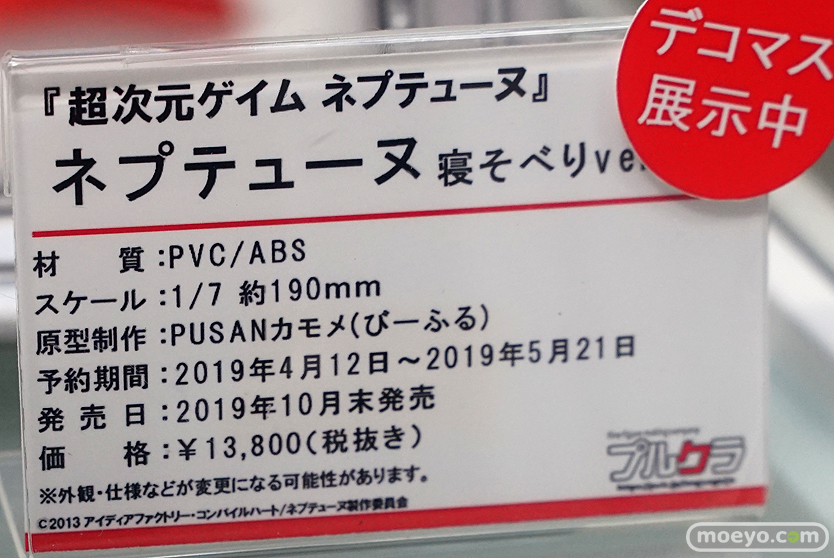 デコマス
展示中
『超次元ゲイム ネプテューヌ』
ネプテューヌ 寝そべりve
材 質:PVC/ABS
スケール:1/7 約190mm
原型制作:PUSANカモメ(びーふる)
予約期間:2019年4月12日～2019年5月21日
発売日:2019年10月末発売
価 格:￥13,800(税抜き)
※外観・仕様などが変更になる可能性があります。
©2013 アイディアファクトリー・コンパイルハート/ネプテューヌ製作委員会
プルクラ
moeyo.com